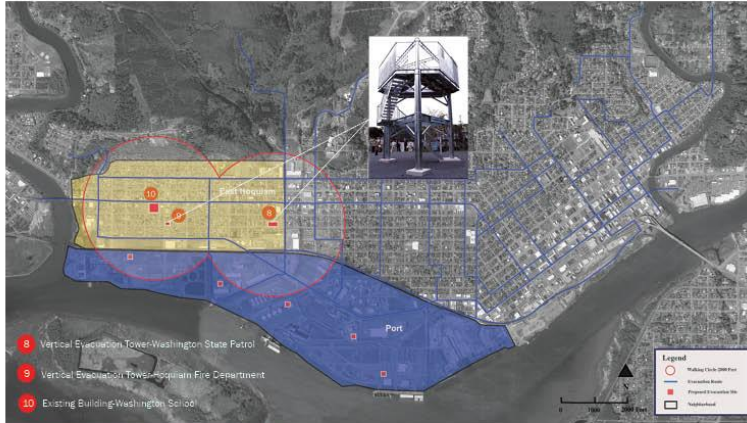 10
East Hoquiam
9
8
Port
8 Vertical Evacuation Tower-Washington State Patrol
9 Vertical Evacuation Tower-Hoquiam Fire Department
10 Existing Building-Washington School
N
0 1000 2000 Feet
Legend
Walking Circle 2000 Feet
Evacuation Route
Proposed Evacuation Site
Neighborhood